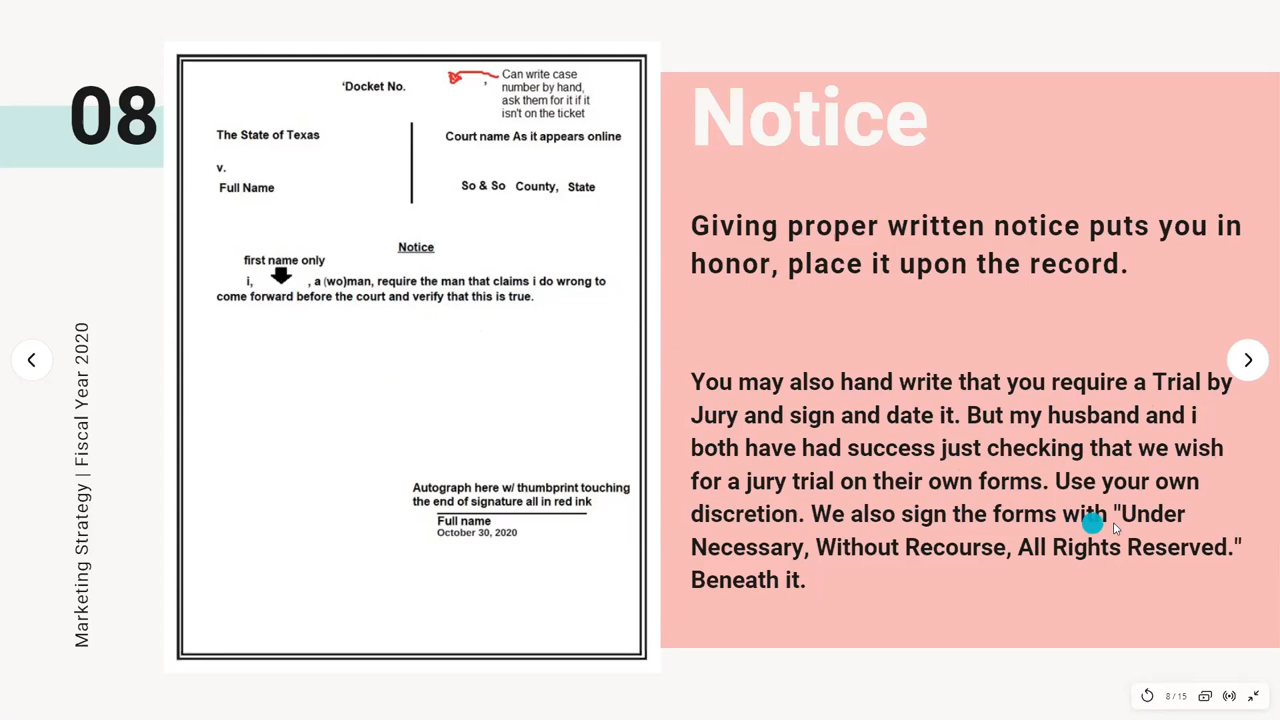 08
Marketing Strategy | Fiscal Year 2020
‘Docket No.
,
Can write case
number by hand,
ask them for it if it
isn't on the ticket
The State of Texas
Court name As it appears online
v.
Full Name
So & So County, State
Notice
first name only
i, , a (wo)man, require the man that claims i do wrong to
come forward before the court and verify that this is true.
Autograph here w/ thumbprint touching
the end of signature all in red ink
Full name
October 30, 2020
Notice
Giving proper written notice puts you in
honor, place it upon the record.
You may also hand write that you require a Trial by
Jury and sign and date it. But my husband and i
both have had success just checking that we wish
for a jury trial on their own forms. Use your own
discretion. We also sign the forms with "Under
Necessary, Without Recourse, All Rights Reserved."
Beneath it.
8 / 15